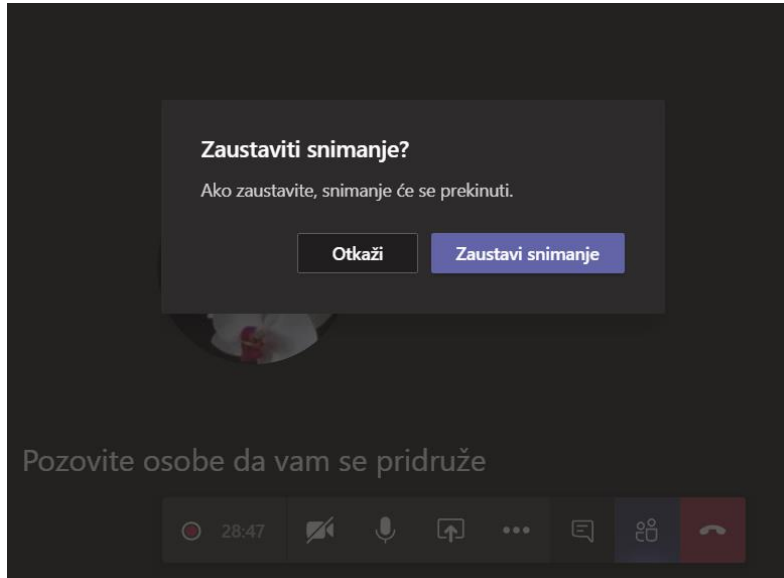 Zaustaviti snimanje?
Ako zaustavite, snimanje će se prekinuti.
Otkaži
Zaustavi snimanje
Pozovite osobe da vam se pridruže
28:47